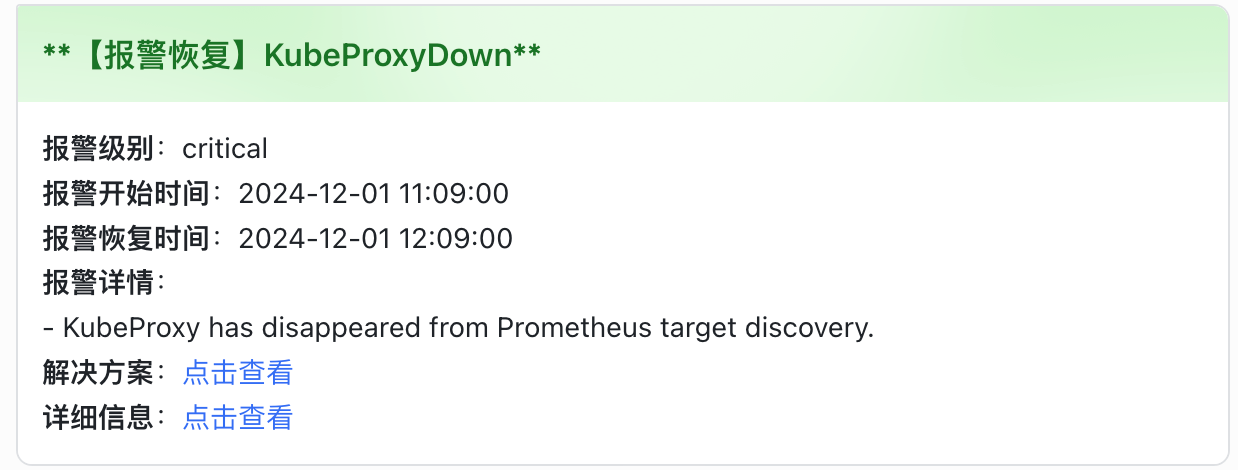 **【报警恢复】KubeProxyDown**
报警级别：critical
报警开始时间：2024-12-01 11:09:00
报警恢复时间：2024-12-01 12:09:00
报警详情：
- KubeProxy has disappeared from Prometheus target discovery.
解决方案：点击查看
详细信息：点击查看